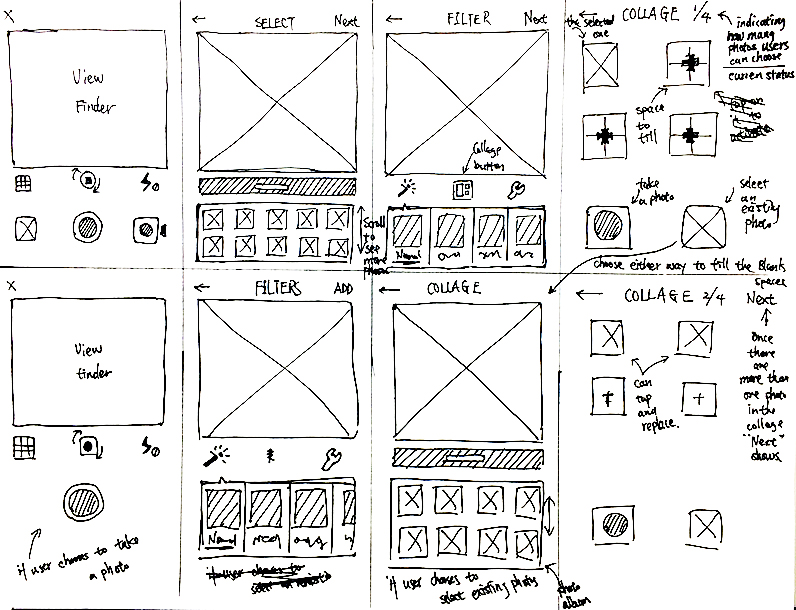 X
View
Finder
← SELECT Next
Scroll
to
see
more
photos
← FILTER Next
Collage
button
Normal
← COLLAGE 1/4
the selected
one
indicating
how many
photos users
can choose
current status
space
to
fill
take
a photo
select
an
existing
photo
choose either way to fill the blank
spaces
X
View
finder
if user chooses to take
a photo
← FILTERS ADD
Normal
← COLLAGE
if user chooses to
select existing photos
photo
album
← COLLAGE 2/4 Next
can
tap
and
replace.
Once
there
are
more than
one photo
in the
collage
"Next"
shows